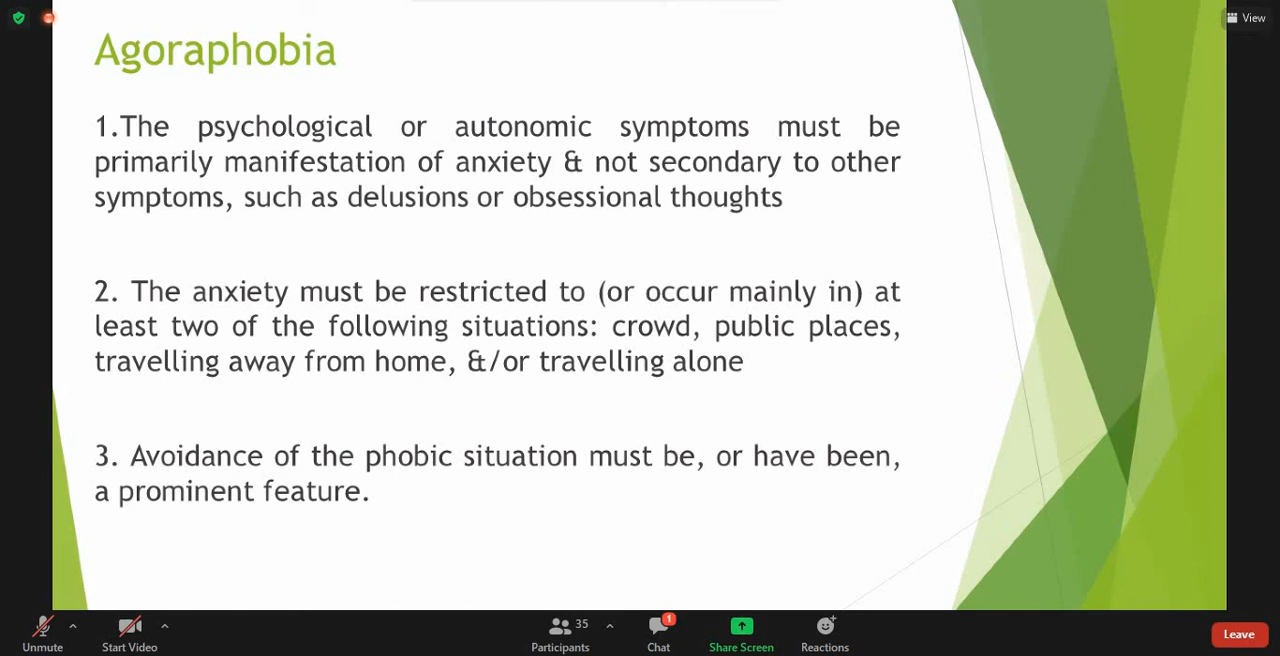 View
Agoraphobia
1.The psychological or autonomic symptoms must be
primarily manifestation of anxiety & not secondary to other
symptoms, such as delusions or obsessional thoughts
2. The anxiety must be restricted to (or occur mainly in) at
least two of the following situations: crowd, public places,
travelling away from home, &/or travelling alone
3. Avoidance of the phobic situation must be, or have been,
a prominent feature.
35
1
Unmute
Start Video
Participants
Chat
Share Screen
Reactions
Leave